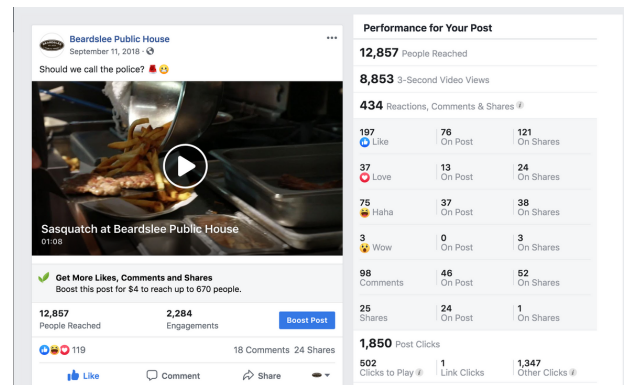 Beardslee Public House
September 11, 2018
Should we call the police?
Sasquatch at Beardslee Public House
01:08
Get More Likes, Comments and Shares
Boost this post for $4 to reach up to 670 people.
12,857
People Reached
2,284
Engagements
Boost Post
119
18 Comments 24 Shares
Like
Comment
Share
Performance for Your Post
12,857 People Reached
8,853 3-Second Video Views
434 Reactions, Comments & Shares
197 76 121
Like On Post On Shares
37 13 24
Love On Post On Shares
75 37 38
Haha On Post On Shares
3 0 3
Wow On Post On Shares
98 46 52
Comments On Post On Shares
25 24 1
Shares On Post On Shares
1,850 Post Clicks
502 1 1,347
Clicks to Play Link Clicks Other Clicks